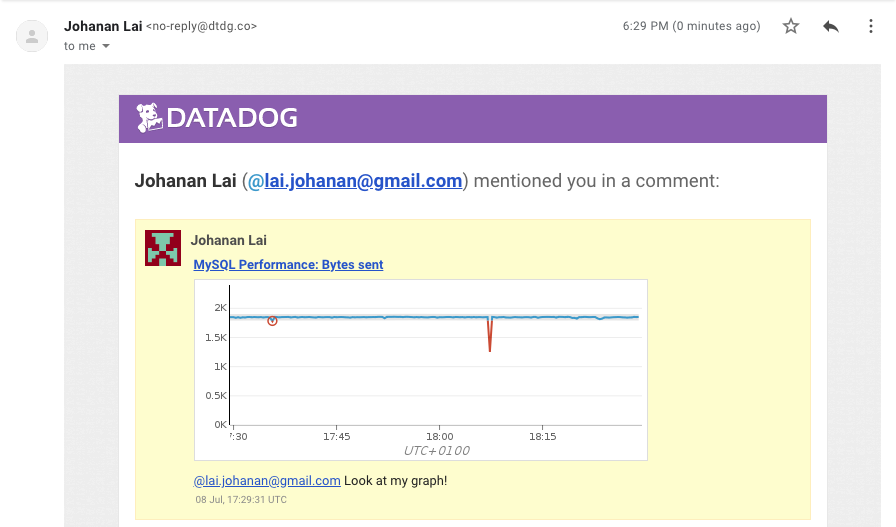 Johanan Lai <no-reply@dtdg.co>
6:29 PM (0 minutes ago)
to me
DATADOG
Johanan Lai (@lai.johanan@gmail.com) mentioned you in a comment:
Johanan Lai
MySQL Performance: Bytes sent
2K
1.5K
1K
0.5K
0K
7:30 17:45 18:00 18:15
UTC+0100
@lai.johanan@gmail.com Look at my graph!
08 Jul, 17:29:31 UTC